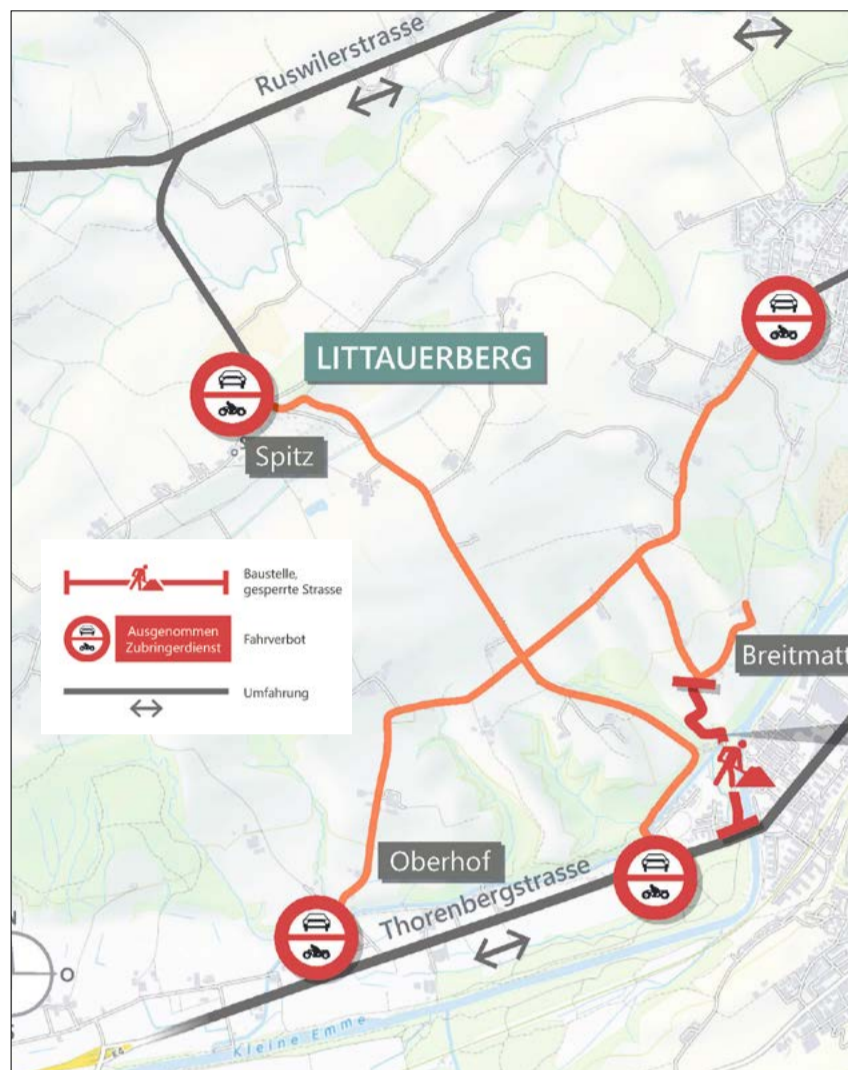 Ruswilerstrasse
LITTAUERBERG
Spitz
Baustelle,
gesperrte Strasse
Ausgenommen
Zubringerdienst
Fahrverbot
Umfahrung
Breitmatt
Oberhof
Thorenbergstrasse
N
O
S
Kleine Emme